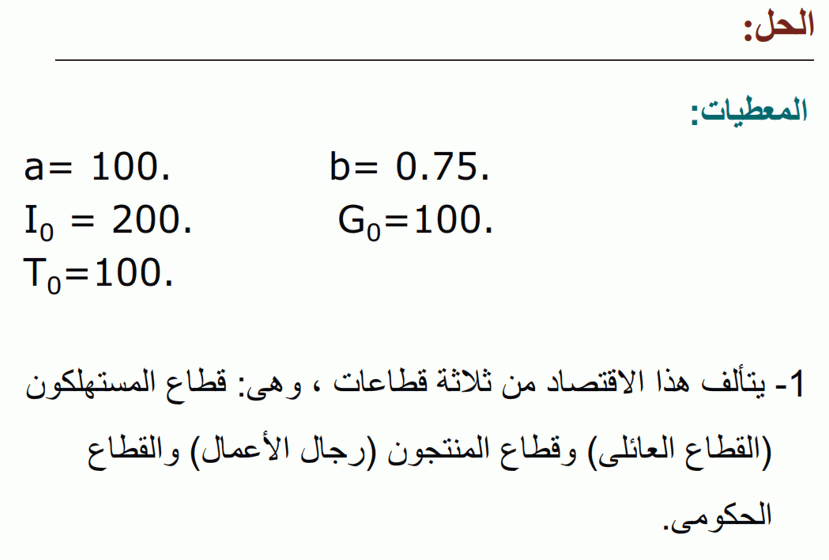 الحل:
المعطيات:
a= 100. b= 0.75.
I₀ = 200. G₀=100.
T₀=100.
1- يتألف هذا الاقتصاد من ثلاثة قطاعات ، وهى: قطاع المستهلكون
(القطاع العائلى) وقطاع المنتجون (رجال الأعمال) والقطاع
الحكومى.